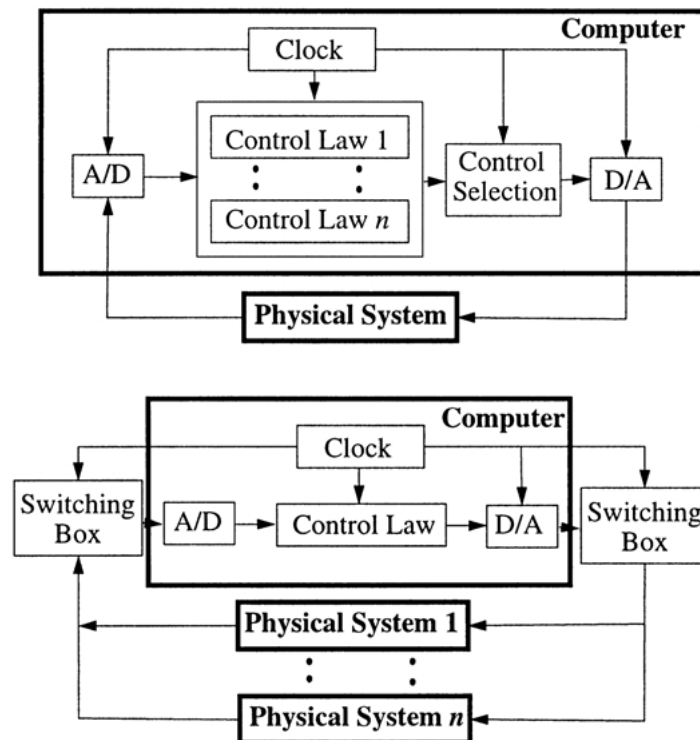 Computer
Clock
Control Law 1
A/D
Control
Selection
D/A
Control Law n
Physical System
Computer
Clock
Switching
Box
A/D
Control Law
D/A
Switching
Box
Physical System 1
Physical System n